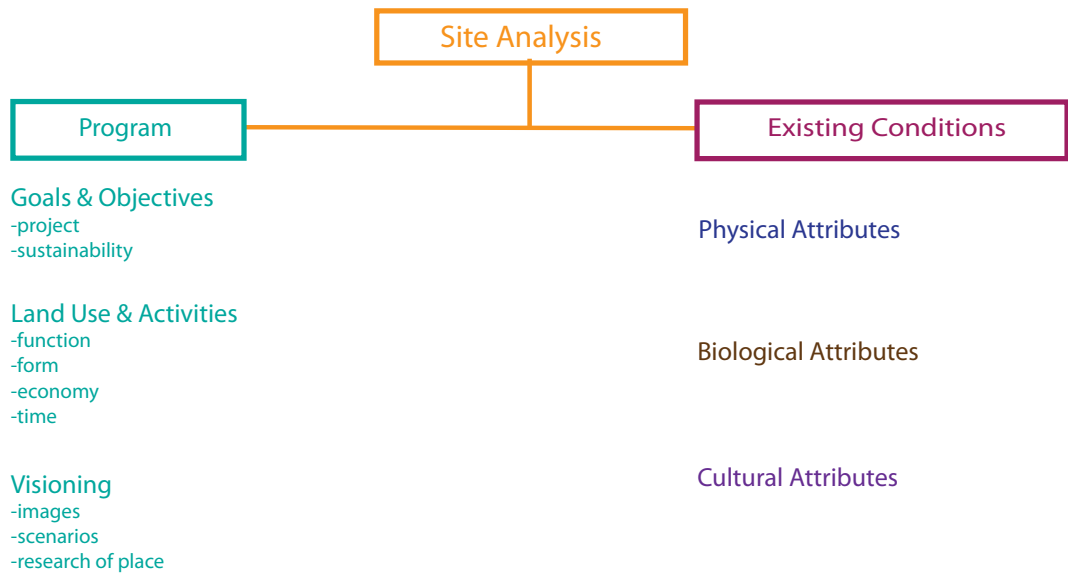 Site Analysis
Program
Existing Conditions
Goals & Objectives
-project
-sustainability
Land Use & Activities
-function
-form
-economy
-time
Visioning
-images
-scenarios
-research of place
Physical Attributes
Biological Attributes
Cultural Attributes